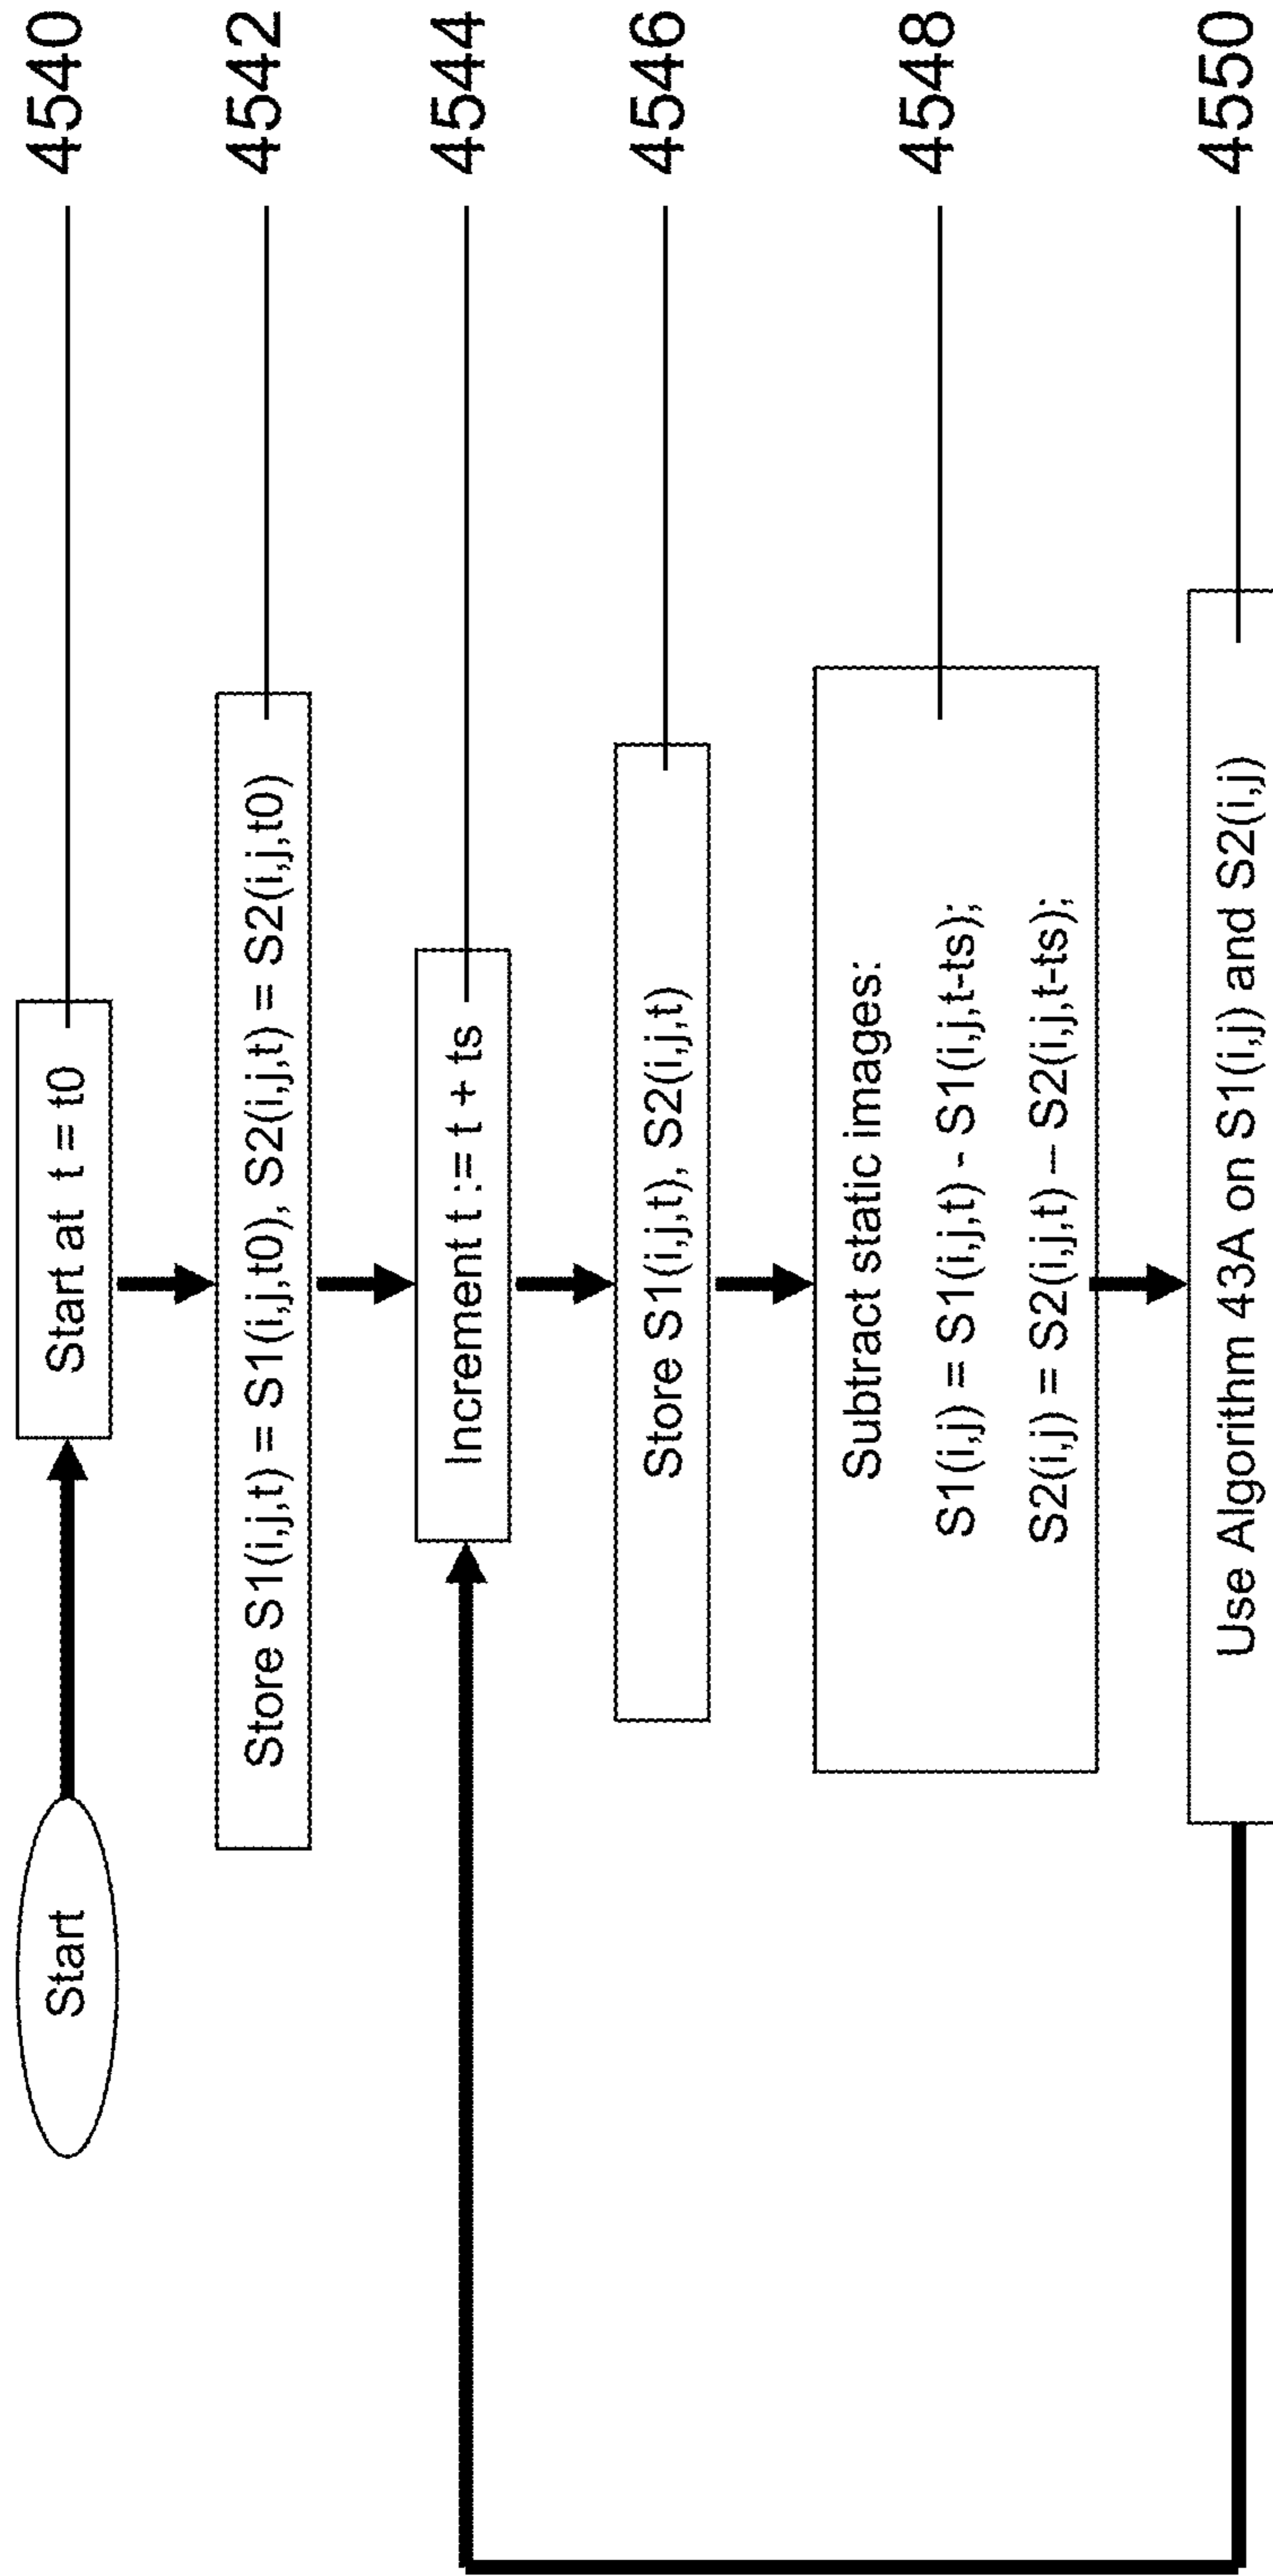 Start
Start at t = t0
4540
Store S1(i,j,t) = S1(i,j,t0), S2(i,j,t) = S2(i,j,t0)
4542
Increment t := t + ts
4544
Store S1(i,j,t), S2(i,j,t)
4546
Subtract static images:
S1(i,j) = S1(i,j,t) - S1(i,j,t-ts);
S2(i,j) = S2(i,j,t) – S2(i,j,t-ts);
4548
Use Algorithm 43A on S1(i,j) and S2(i,j)
4550